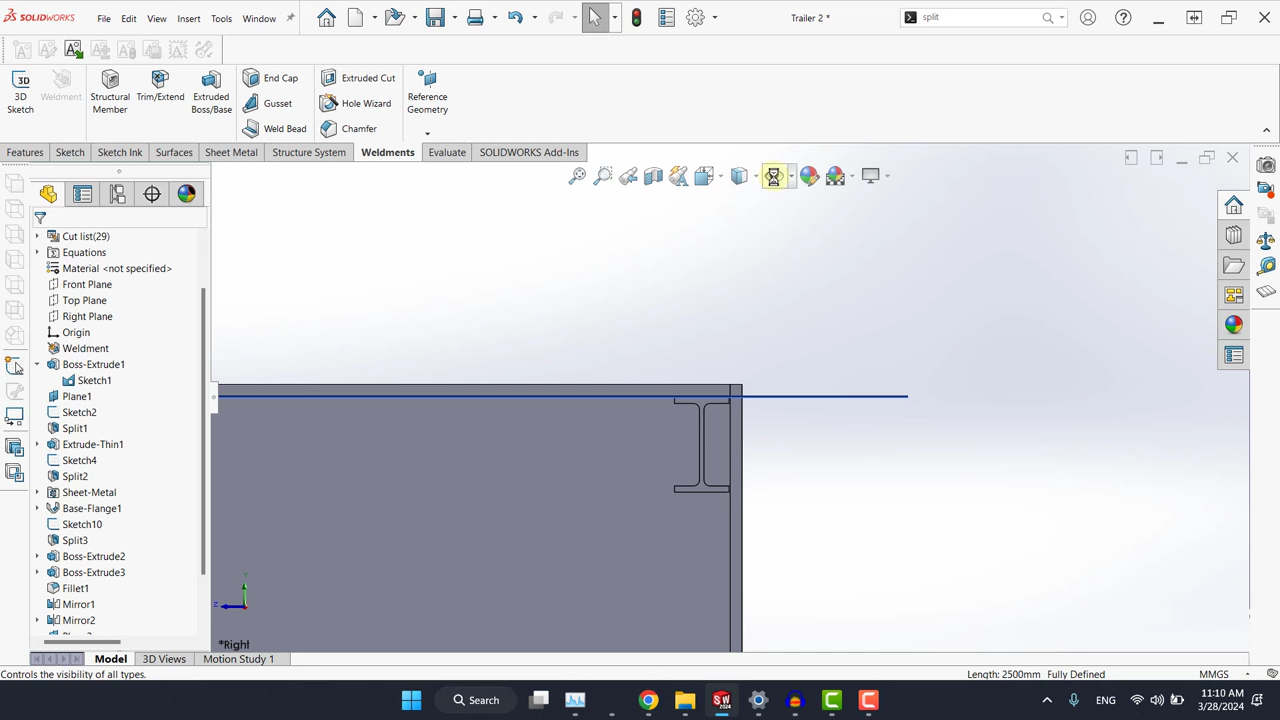 SOLIDWORKS File Edit View Insert Tools Window Trailer 2 * split
3D Sketch Weldment Structural Member Trim/Extend Extruded Boss/Base End Cap Gusset Weld Bead Extruded Cut Hole Wizard Chamfer Reference Geometry
Features Sketch Sketch Ink Surfaces Sheet Metal Structure System Weldments Evaluate SOLIDWORKS Add-Ins
Cut list(29)
Equations
Material <not specified>
Front Plane
Top Plane
Right Plane
Origin
Weldment
Boss-Extrude1
Sketch1
Plane1
Sketch2
Split1
Extrude-Thin1
Sketch4
Split2
Sheet-Metal
Base-Flange1
Sketch10
Split3
Boss-Extrude2
Boss-Extrude3
Fillet1
Mirror1
Mirror2
Y
Z
*Right
Model 3D Views Motion Study 1
Controls the visibility of all types. Length: 2500mm Fully Defined MMGS
Search ENG 11:10 AM
3/28/2024